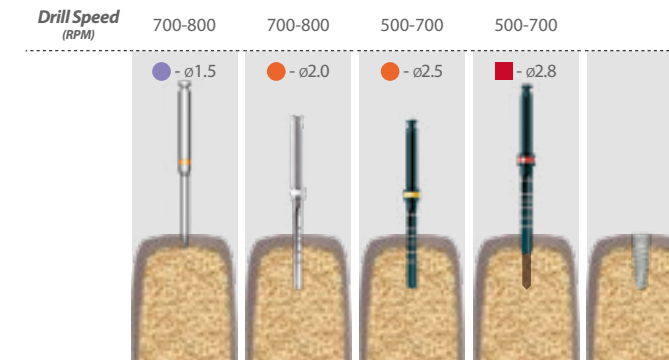 Drill Speed
(RPM)
700-800
700-800
500-700
500-700
- ø1.5
- ø2.0
- ø2.5
- ø2.8